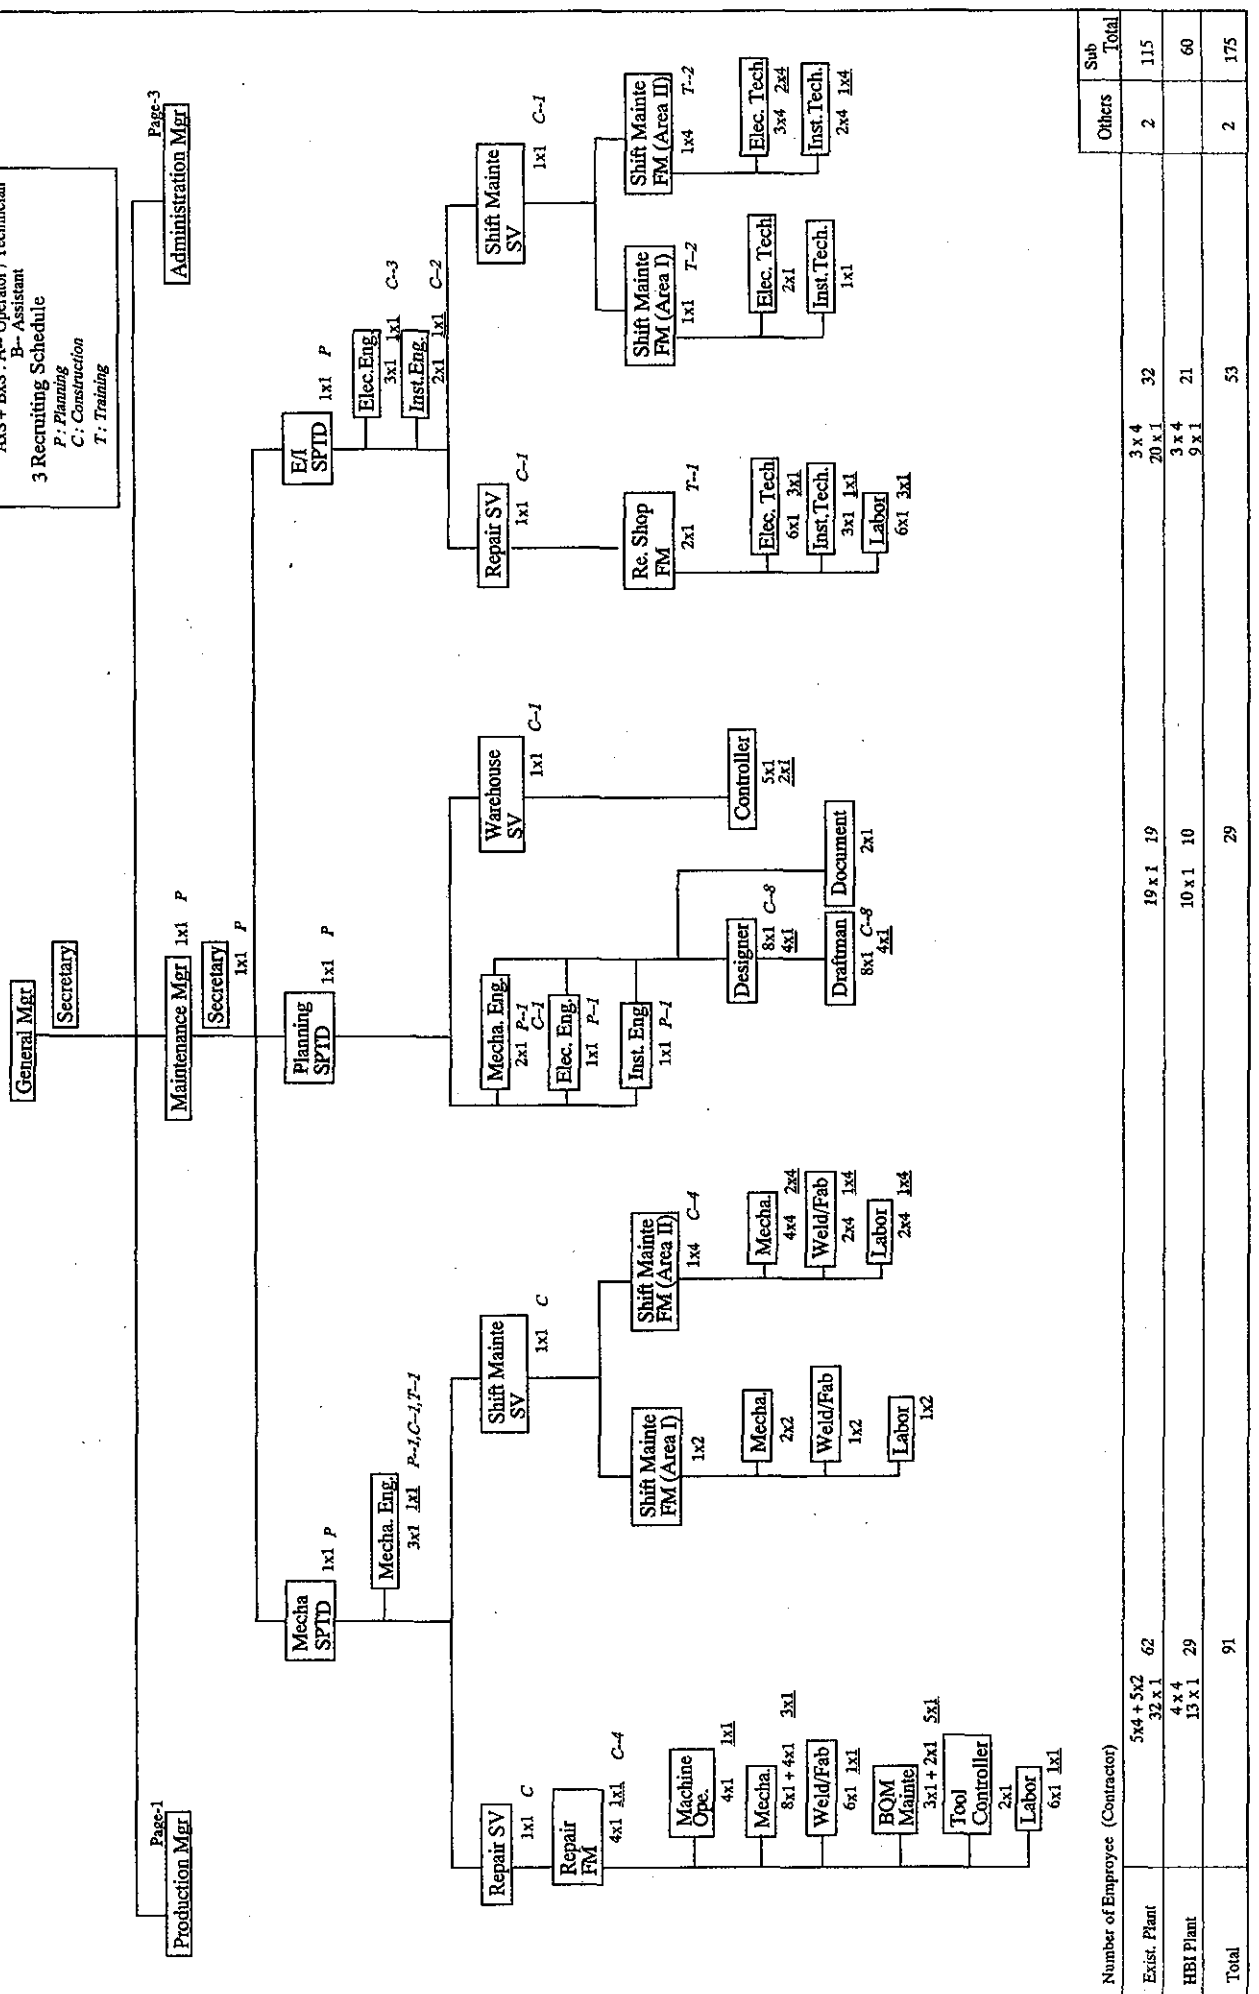 AxS + BxS : A-- Operator / Technician
B-- Assistant
3 Recruiting Schedule
P : Planning
C : Construction
T : Training
General Mgr
Secretary
Page-1
Production Mgr
Maintenance Mgr 1x1 P
Page-3
Administration Mgr
Secretary
1x1 P
Mecha
SPTD
1x1 P
Planning
SPTD
1x1 P
E/I
SPTD
1x1 P
Mecha. Eng.
3x1 1x1 P--1,C--1,T--1
Elec.Eng.
3x1 1x1 C--3
Inst.Eng.
2x1 1x1 C--2
Repair SV
1x1 C
Shift Mainte
SV
1x1 C
Mecha. Eng.
2x1 P--1
C--1
Elec. Eng.
1x1 P--1
Inst. Eng
1x1 P--1
Warehouse
SV
1x1 C--1
Repair SV
1x1 C--1
Shift Mainte
SV
1x1 C--1
Repair
FM
4x1 1x1 C--4
Shift Mainte
FM (Area I)
1x2
Shift Mainte
FM (Area II)
1x4 C--4
Re. Shop
FM
2x1 T--1
Shift Mainte
FM (Area I)
1x1 T--2
Shift Mainte
FM (Area II)
1x4 T--2
Machine
Ope.
4x1 1x1
Mecha.
8x1 + 4x1 3x1
Weld/Fab
6x1 1x1
BQM
Mainte
3x1 + 2x1 5x1
Tool
Controller
2x1
Labor
6x1 1x1
Mecha.
2x2
Weld/Fab
1x2
Labor
1x2
Mecha.
4x4 2x4
Weld/Fab
2x4 1x4
Labor
2x4 1x4
Designer
8x1 C--8
4x1
Draftman
8x1 C--8
4x1
Document
2x1
Controller
5x1
2x1
Elec. Tech
6x1 3x1
Inst.Tech.
3x1 1x1
Labor
6x1 3x1
Elec. Tech
2x1
Inst.Tech.
1x1
Elec. Tech
3x4 2x4
Inst.Tech.
2x4 1x4
Number of Emproyee (Contractor)
Others Sub Total
Exist. Plant 5x4 + 5x2 32 x 1 62 19 x 1 19 3 x 4 20 x 1 32 2 115
HBI Plant 4 x 4 13 x 1 29 10 x 1 10 3 x 4 9 x 1 21 60
Total 91 29 53 2 175